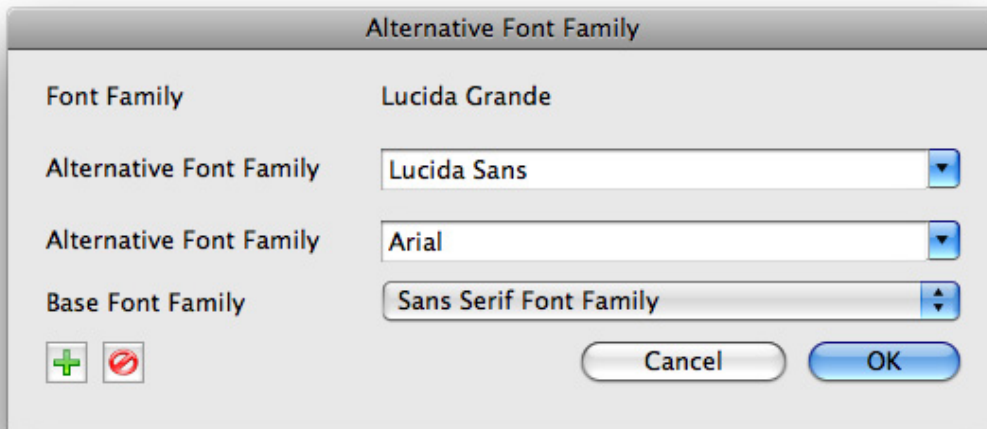 Alternative Font Family
Font Family Lucida Grande
Alternative Font Family Lucida Sans
Alternative Font Family Arial
Base Font Family Sans Serif Font Family
Cancel OK